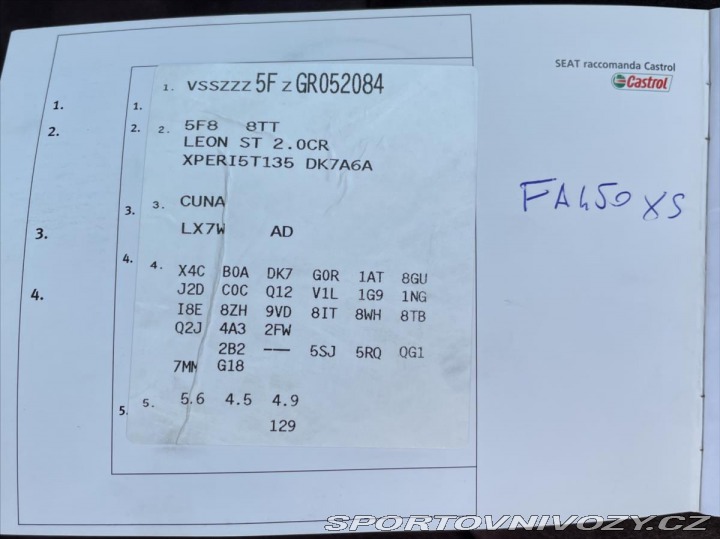 SEAT raccomanda Castrol
Castrol
1. 1. 1. VSSZZZ 5F Z GR052084
2. 2. 2. 5F8 8TT
LEON ST 2.0CR
XPERI5T135 DK7A6A
FA450XS
3. 3. 3. CUNA
LX7W AD
4. 4. 4. X4C B0A DK7 G0R 1AT 8GU
J2D C0C Q12 V1L 1G9 1NG
I8E 8ZH 9VD 8IT 8WH 8TB
Q2J 4A3 2FW
2B2 --- 5SJ 5RQ QG1
7MM G18
5. 5. 5.6 4.5 4.9
129
SPORTOVNIVOZY.CZ